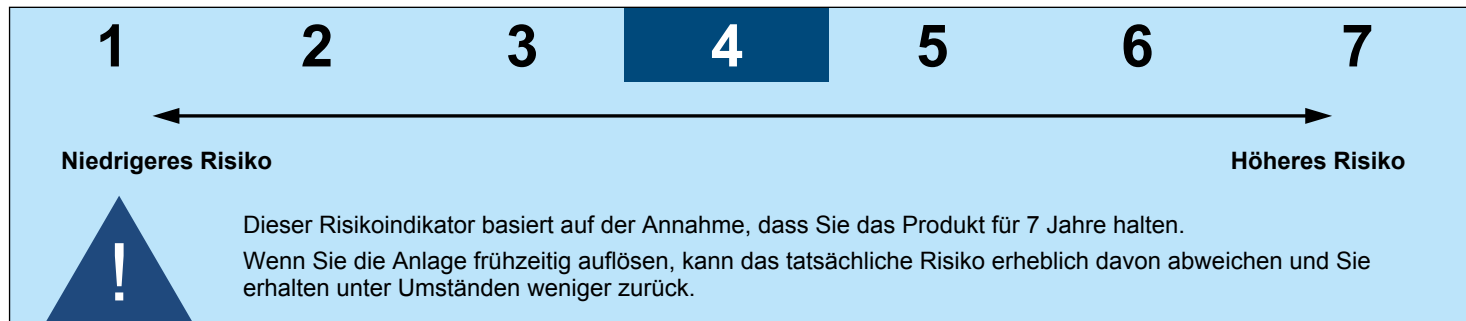 1 2 3 4 5 6 7
Niedrigeres Risiko Höheres Risiko
Dieser Risikoindikator basiert auf der Annahme, dass Sie das Produkt für 7 Jahre halten.
Wenn Sie die Anlage frühzeitig auflösen, kann das tatsächliche Risiko erheblich davon abweichen und Sie
erhalten unter Umständen weniger zurück.
!